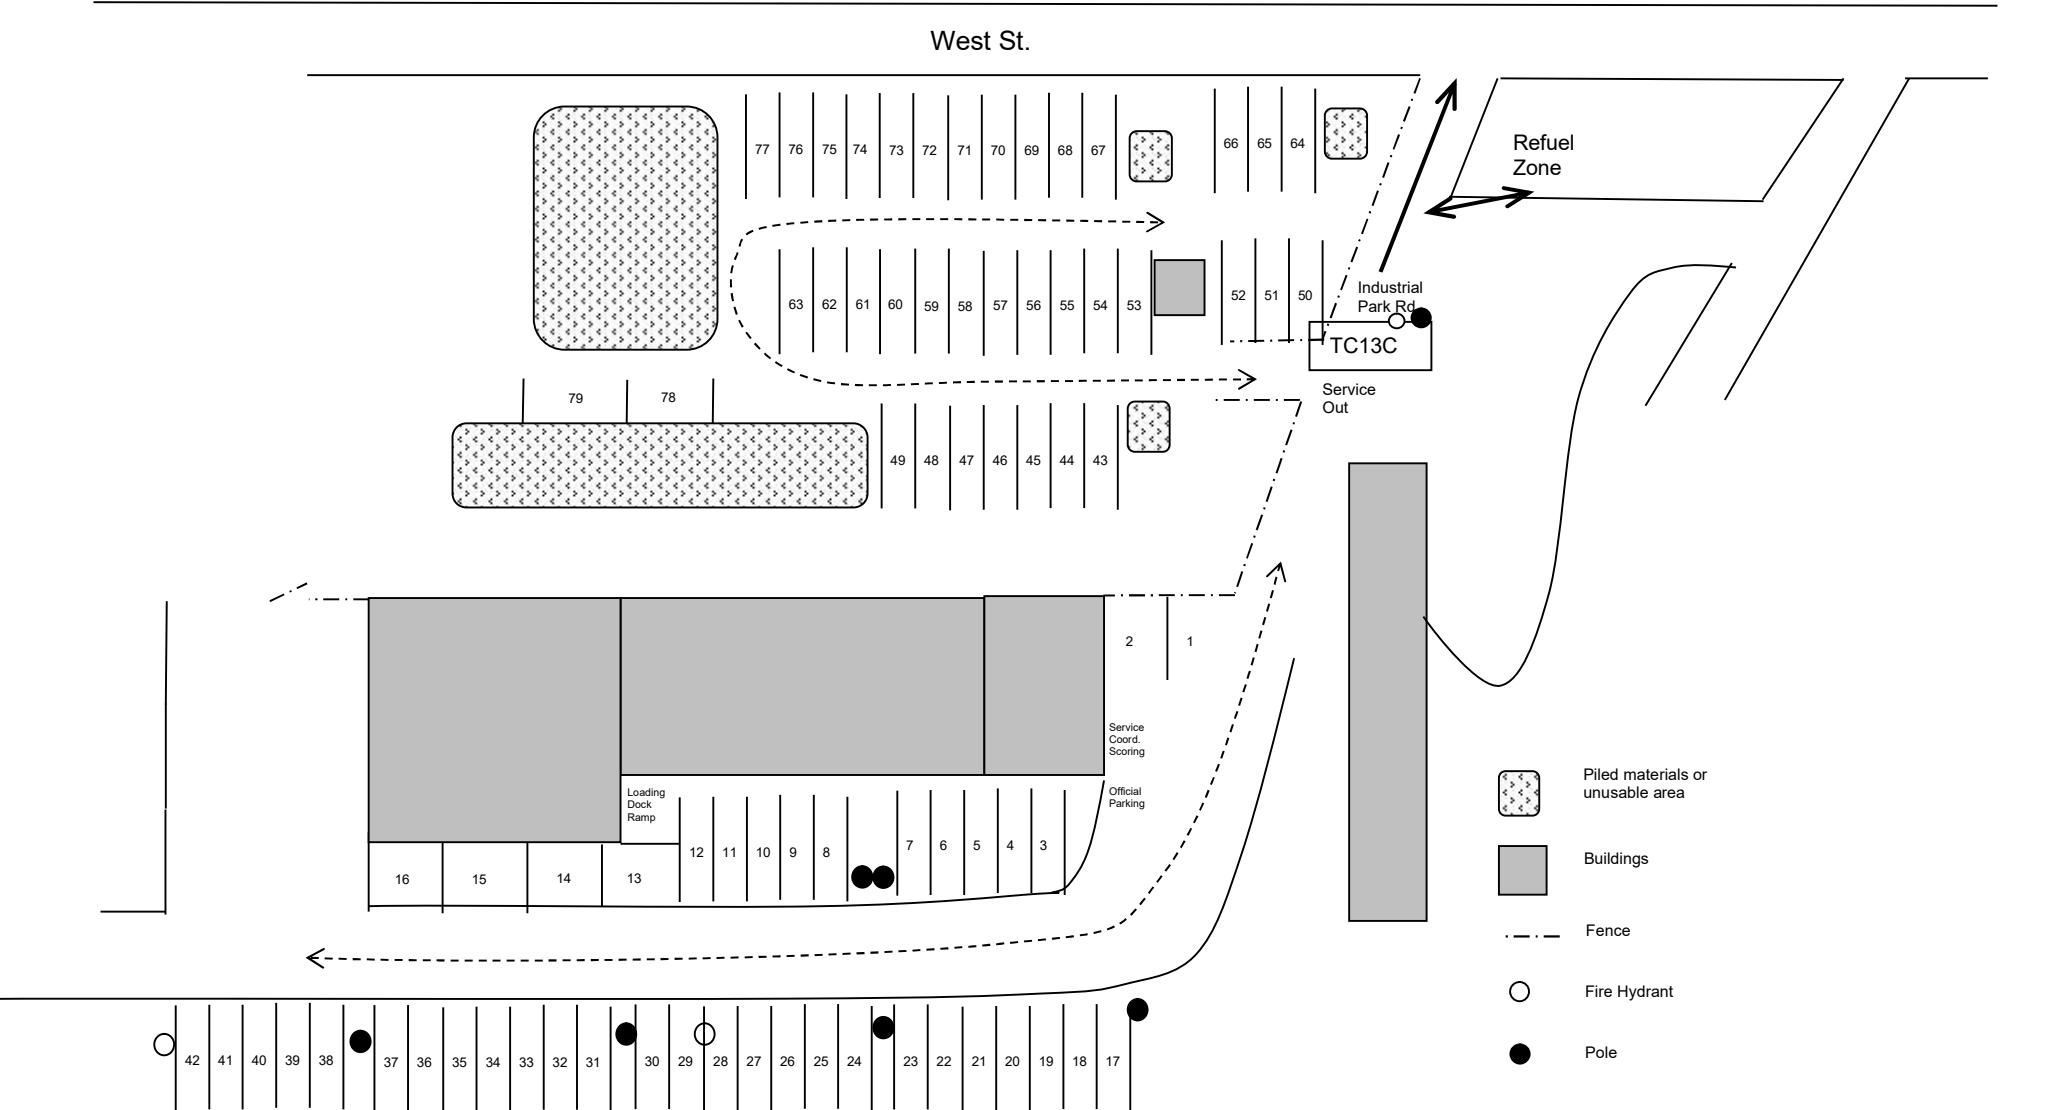 West St.
77 76 75 74 73 72 71 70 69 68 67
66 65 64
Refuel
Zone
63 62 61 60 59 58 57 56 55 54 53
52 51 50
Industrial
Park Rd
TC13C
Service
Out
79 78
49 48 47 46 45 44 43
2 1
Service
Coord.
Scoring
Official
Parking
Loading
Dock
Ramp
12 11 10 9 8 7 6 5 4 3
16 15 14 13
Piled materials or
unusable area
Buildings
Fence
Fire Hydrant
Pole
42 41 40 39 38 37 36 35 34 33 32 31 30 29 28 27 26 25 24 23 22 21 20 19 18 17